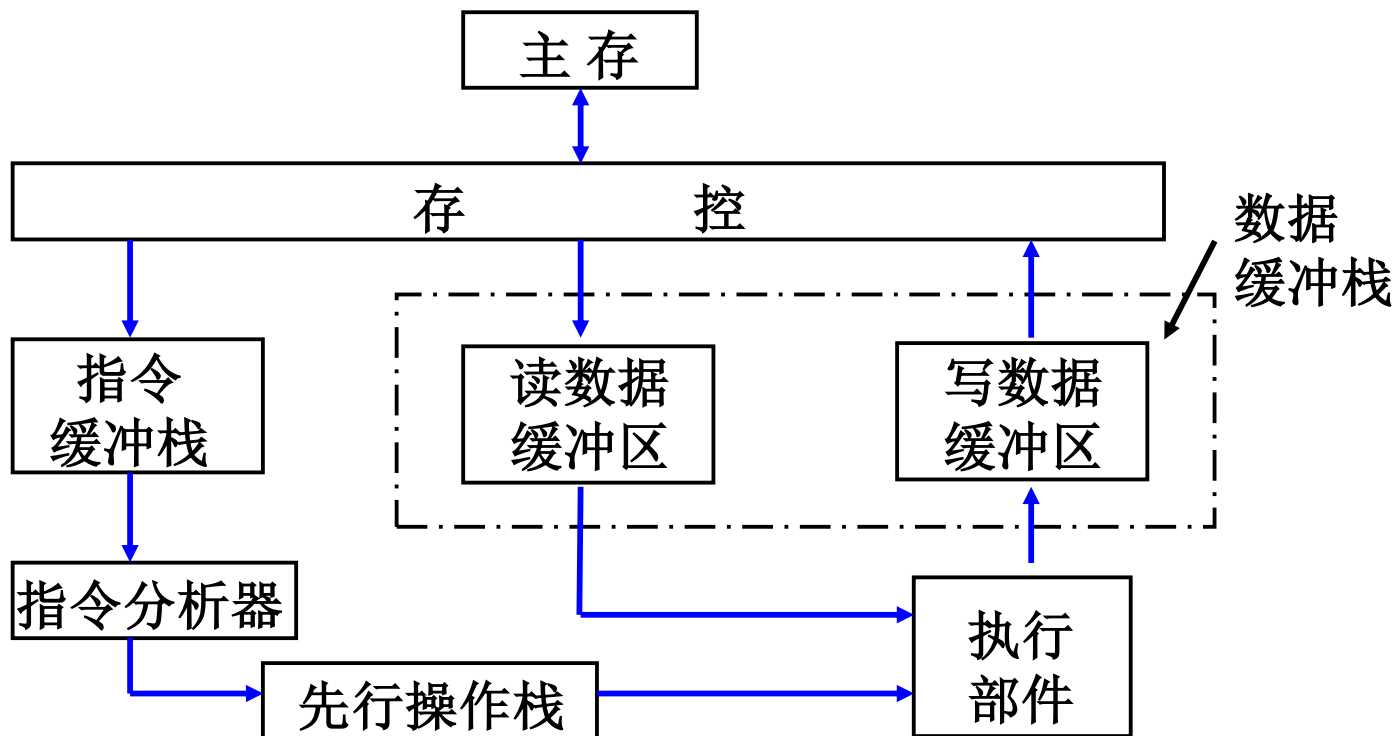 主 存
存 控
数据
缓冲栈
指令
缓冲栈
读数据
缓冲区
写数据
缓冲区
指令分析器
执行
部件
先行操作栈